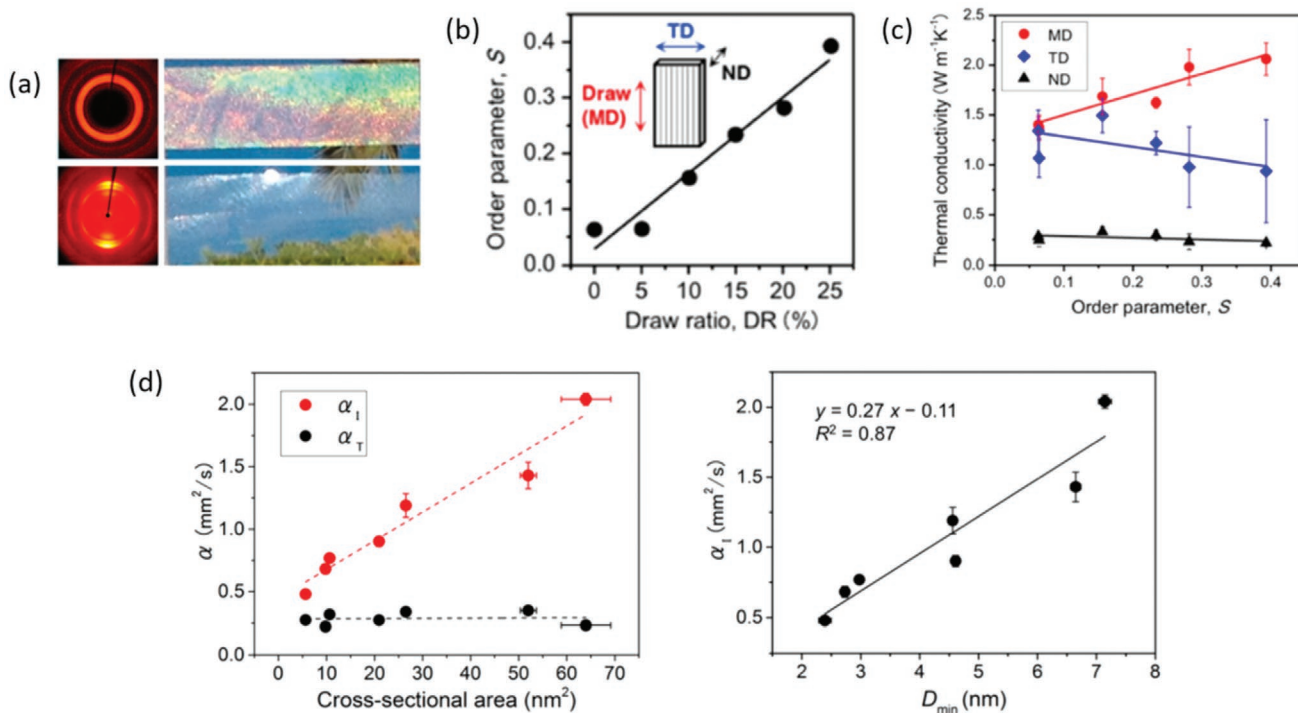 (a)
(b)
Order parameter, S
0.4
0.3
0.2
0.1
0.0
TD
ND
Draw
(MD)
0 5 10 15 20 25
Draw ratio, DR (%)
(c)
Thermal conductivity (W m⁻¹K⁻¹)
2.5
2.0
1.5
1.0
0.5
0.0
MD
TD
ND
0.0 0.1 0.2 0.3 0.4
Order parameter, S
(d)
α (mm²/s)
2.0
1.5
1.0
0.5
0.0
α_I
α_T
0 10 20 30 40 50 60 70
Cross-sectional area (nm²)
α_I (mm²/s)
2.0
1.5
1.0
0.5
y = 0.27 x − 0.11
R² = 0.87
2 3 4 5 6 7 8
D_min (nm)